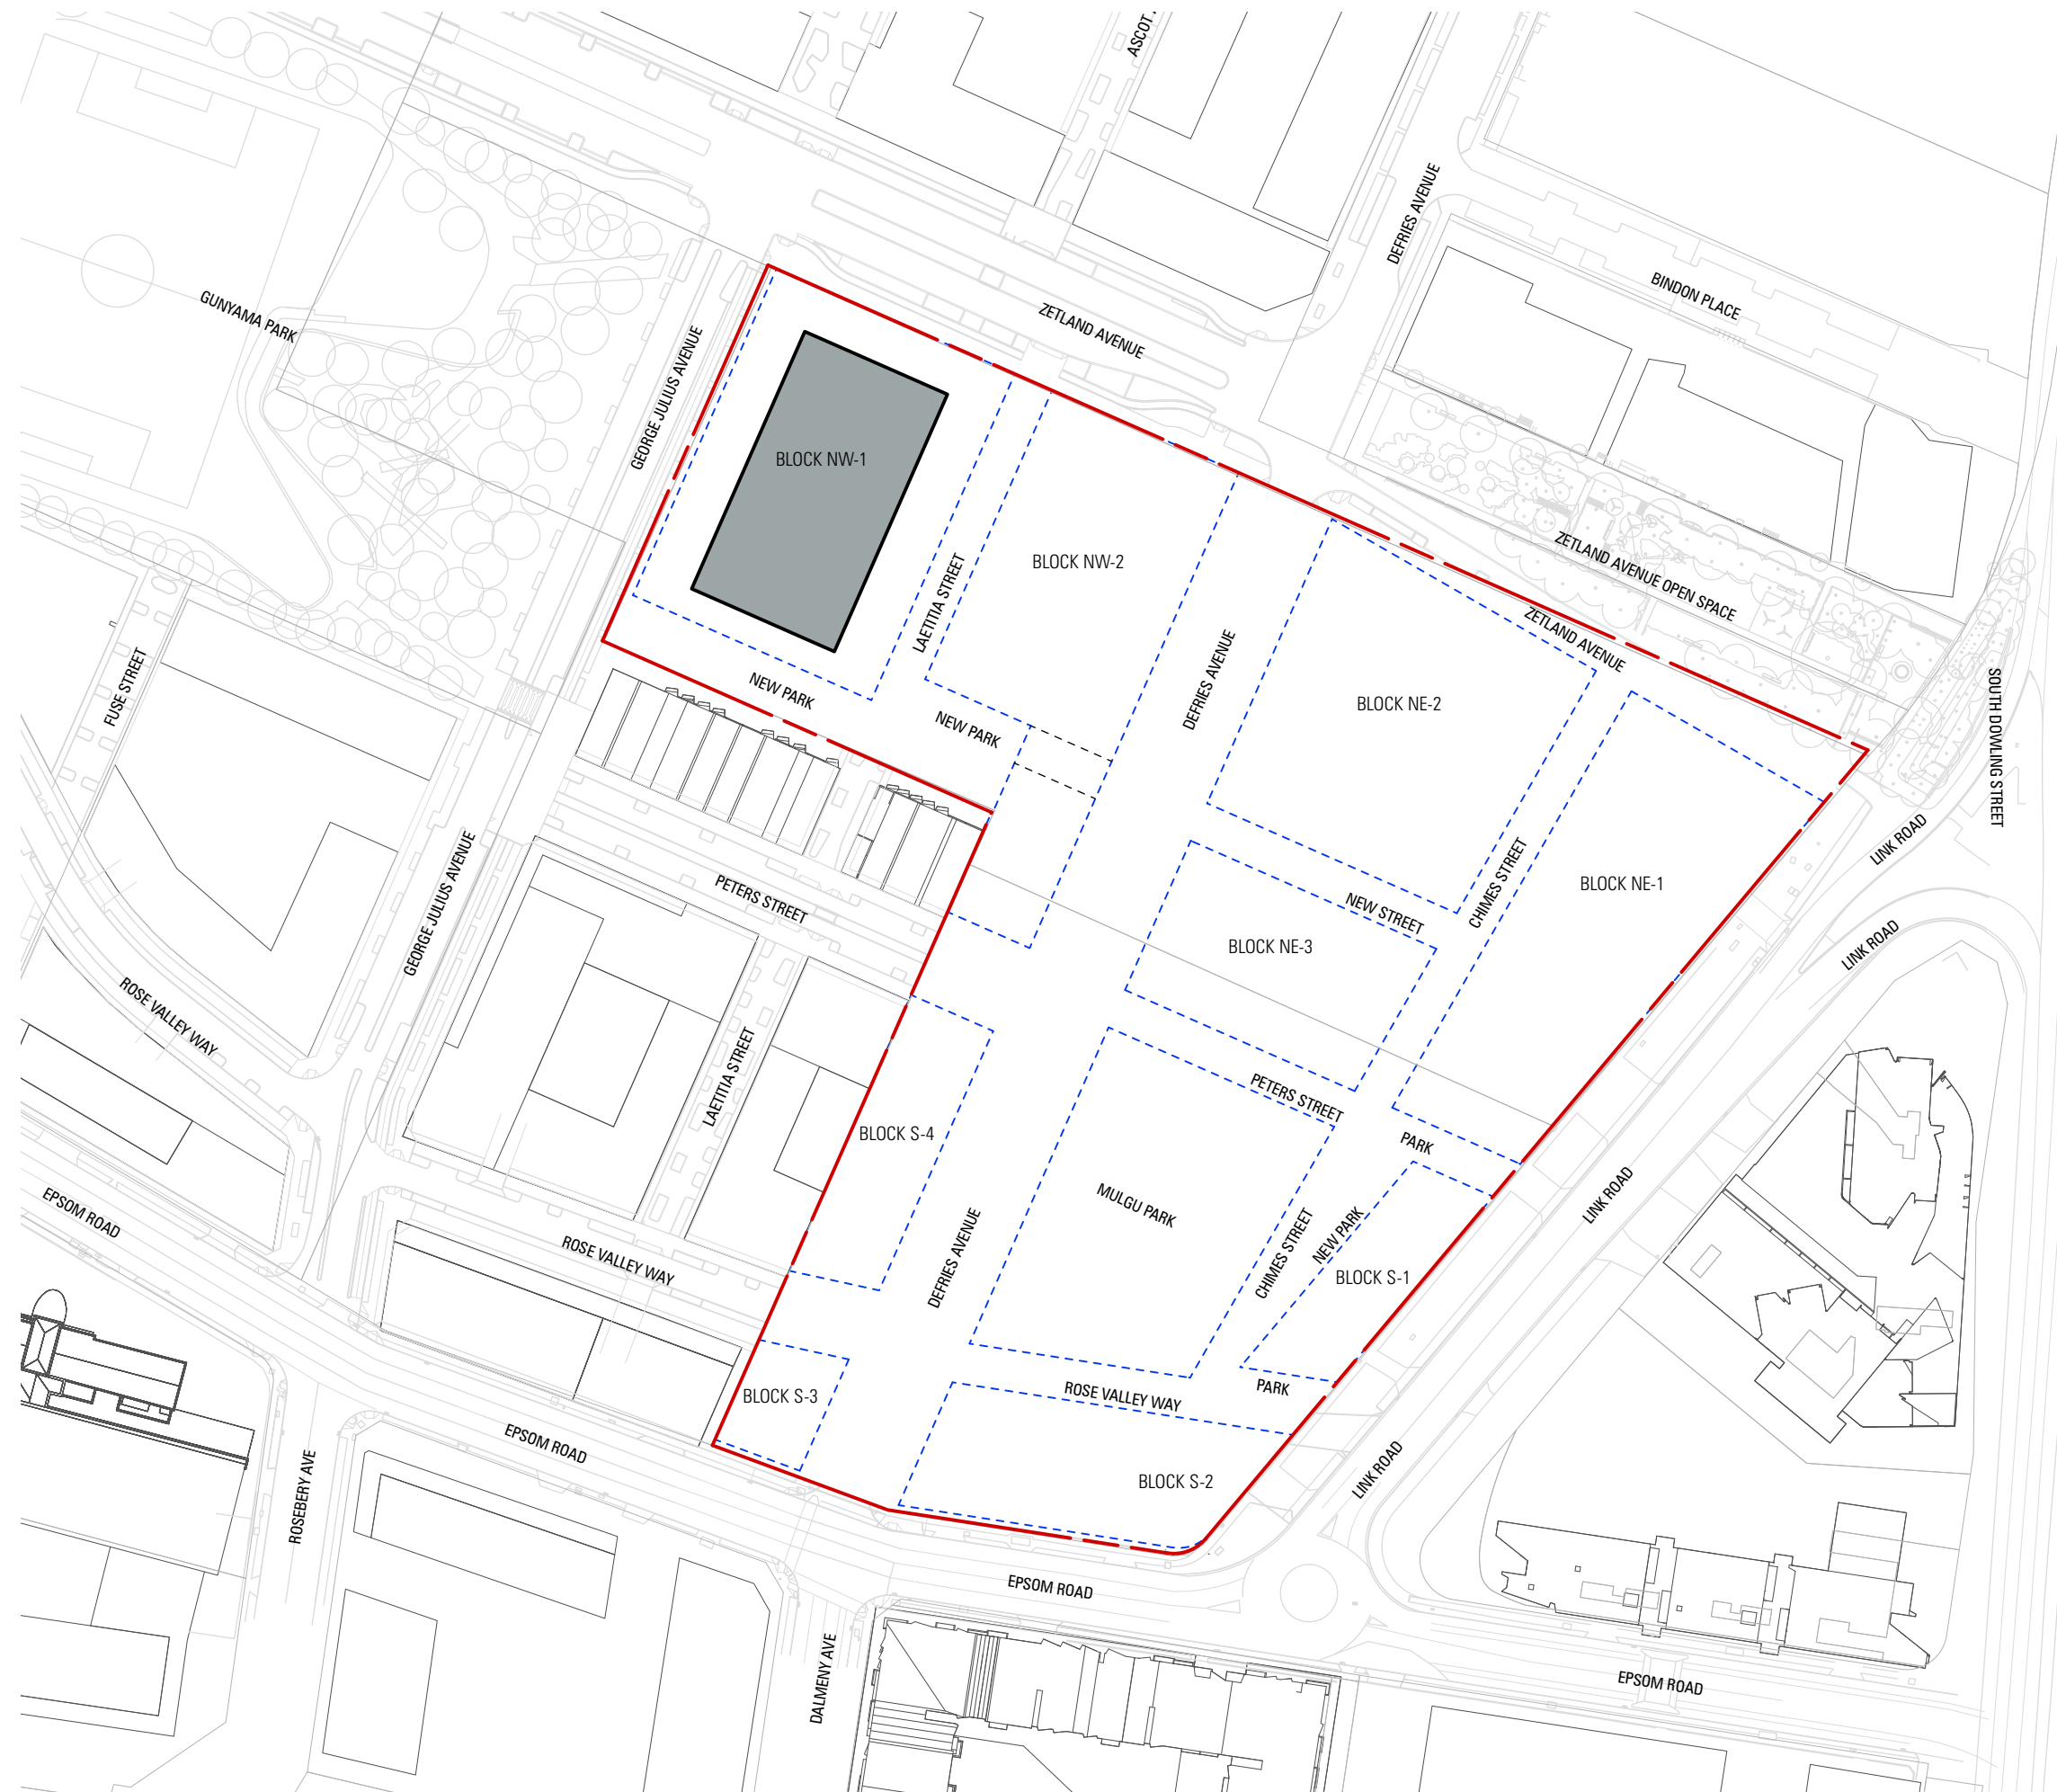 ASCOT
DEFRIES AVENUE
BINDON PLACE
GUNYAMA PARK
ZETLAND AVENUE
GEORGE JULIUS AVENUE
BLOCK NW-1
BLOCK NW-2
LAETITIA STREET
ZETLAND AVENUE OPEN SPACE
ZETLAND AVENUE
FUSE STREET
NEW PARK
NEW PARK
DEFRIES AVENUE
BLOCK NE-2
SOUTH DOWLING STREET
LINK ROAD
GEORGE JULIUS AVENUE
PETERS STREET
NEW STREET
CHIMES STREET
BLOCK NE-1
BLOCK NE-3
LINK ROAD
ROSE VALLEY WAY
LAETITIA STREET
BLOCK S-4
PETERS STREET
PARK
EPSOM ROAD
MULGU PARK
LINK ROAD
ROSE VALLEY WAY
DEFRIES AVENUE
CHIMES STREET
NEW PARK
BLOCK S-1
BLOCK S-3
ROSE VALLEY WAY
PARK
EPSOM ROAD
ROSEBERY AVE
BLOCK S-2
LINK ROAD
EPSOM ROAD
DALMENY AVE
EPSOM ROAD